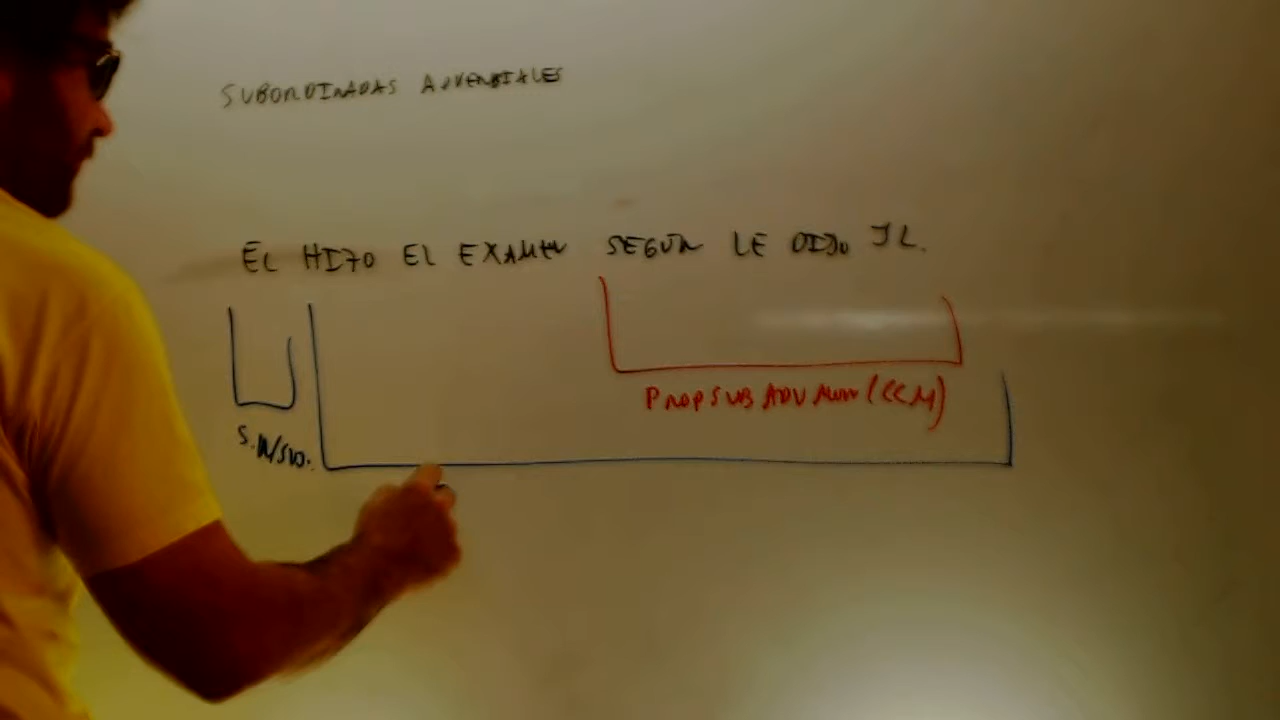 SUBORDINADAS ADVERBIALES
EL HIZO EL EXAMEN SEGÚN LE DIJO JL.
PROP SUB ADV MOD (CCM)
S.N/SUJ.